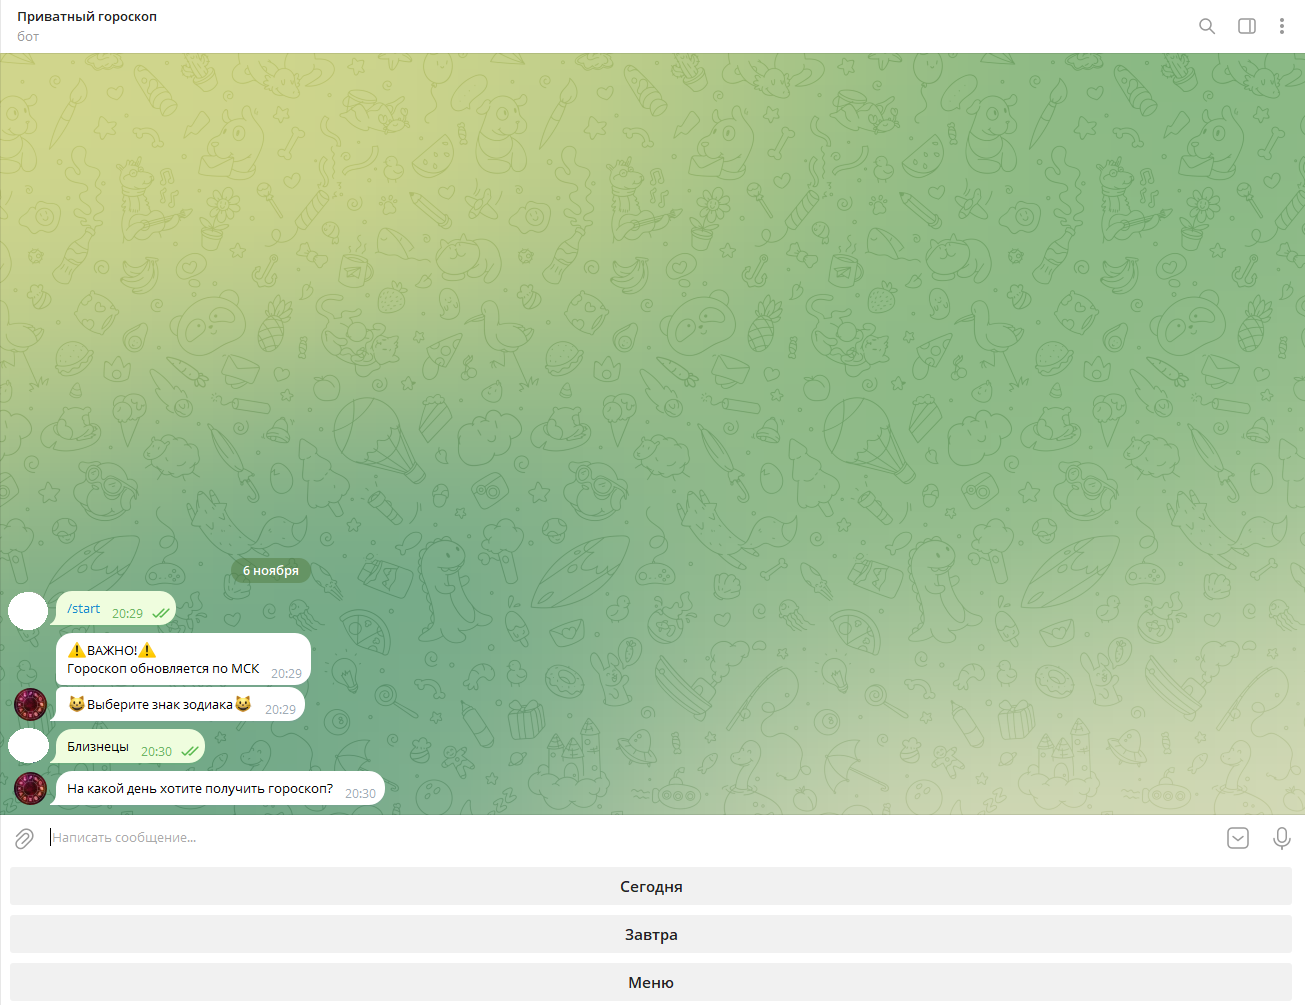 Приватный гороскоп
бот
6 ноября
/start 20:29
⚠️ВАЖНО!⚠️
Гороскоп обновляется по МСК 20:29
😺Выберите знак зодиака😺 20:29
Близнецы 20:30
На какой день хотите получить гороскоп? 20:30
Написать сообщение...
Сегодня
Завтра
Меню